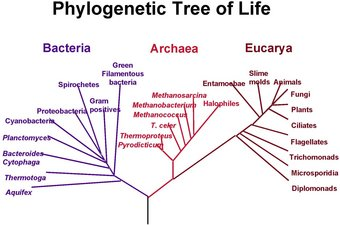 Phylogenetic Tree of Life
Bacteria
Archaea
Eucarya
Green
Filamentous
bacteria
Spirochetes
Gram
positives
Proteobacteria
Cyanobacteria
Planctomyces
Bacteroides
Cytophaga
Thermotoga
Aquifex
Methanosarcina
Methanobacterium
Halophiles
Methanococcus
T. celer
Thermoproteus
Pyrodicticum
Entamoebae
Slime
molds
Animals
Fungi
Plants
Ciliates
Flagellates
Trichomonads
Microsporidia
Diplomonads